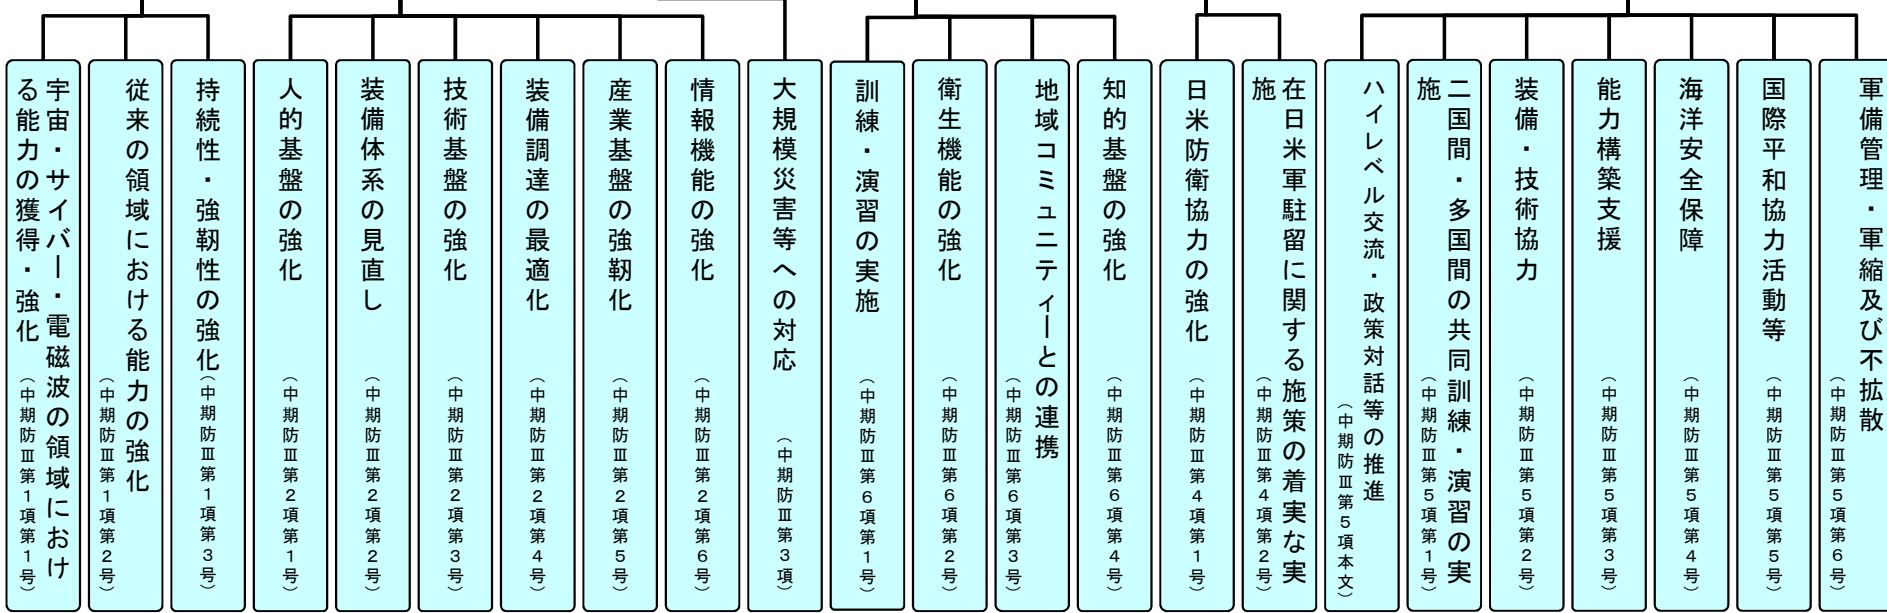 宇宙・サイバー・電磁波の領域におけ
る能力の獲得・強化
（中期防Ⅲ第１項第１号）
従来の領域における能力の強化
（中期防Ⅲ第１項第２号）
持続性・強靭性の強化（中期防Ⅲ第１項第３号）
人的基盤の強化（中期防Ⅲ第２項第１号）
装備体系の見直し（中期防Ⅲ第２項第２号）
技術基盤の強化（中期防Ⅲ第２項第３号）
装備調達の最適化（中期防Ⅲ第２項第４号）
産業基盤の強靭化（中期防Ⅲ第２項第５号）
情報機能の強化（中期防Ⅲ第２項第６号）
大規模災害等への対応（中期防Ⅲ第３項）
訓練・演習の実施（中期防Ⅲ第６項第１号）
衛生機能の強化（中期防Ⅲ第６項第２号）
地域コミュニティーとの連携
（中期防Ⅲ第６項第３号）
知的基盤の強化（中期防Ⅲ第６項第４号）
日米防衛協力の強化（中期防Ⅲ第４項第１号）
在日米軍駐留に関する施策の着実な実
施
（中期防Ⅲ第４項第２号）
ハイレベル交流・政策対話等の推進
（中期防Ⅲ第５項本文）
二国間・多国間の共同訓練・演習の実
施
（中期防Ⅲ第５項第１号）
装備・技術協力（中期防Ⅲ第５項第２号）
能力構築支援（中期防Ⅲ第５項第３号）
海洋安全保障（中期防Ⅲ第５項第４号）
国際平和協力活動等（中期防Ⅲ第５項第５号）
軍備管理・軍縮及び不拡散
（中期防Ⅲ第５項第６号）